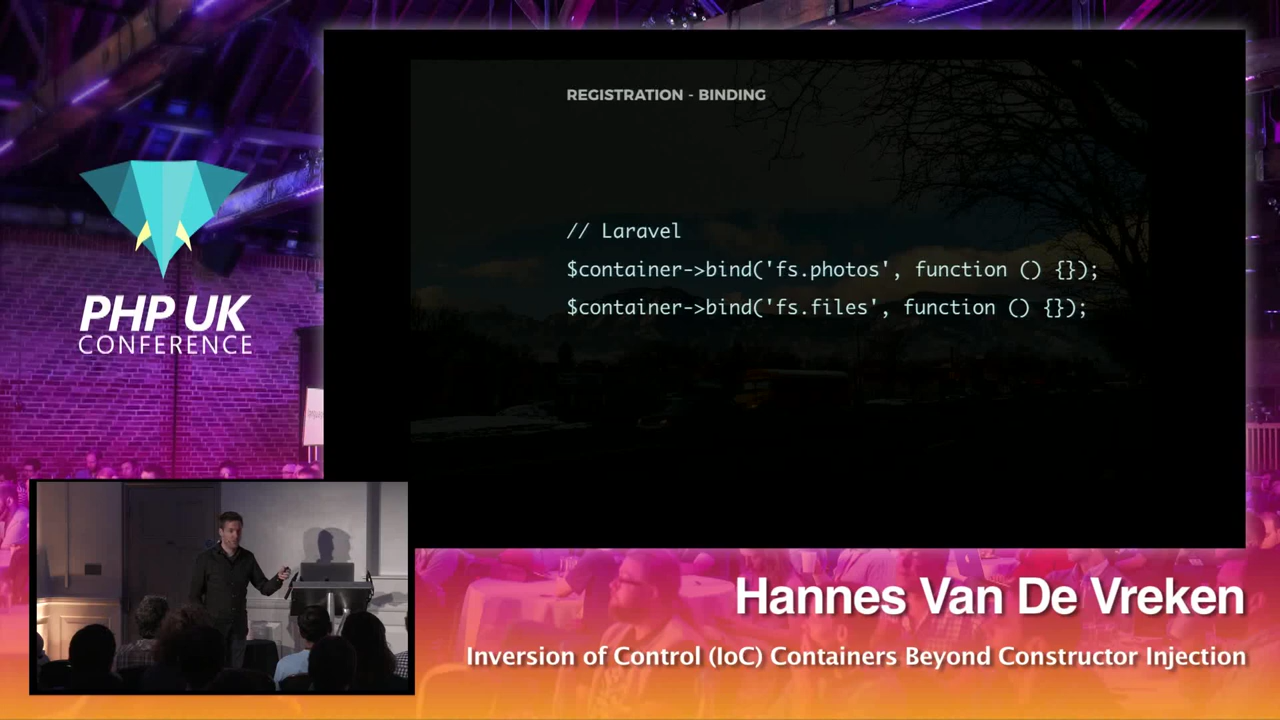 REGISTRATION - BINDING
// Laravel
$container->bind('fs.photos', function () {});
$container->bind('fs.files', function () {});
PHP UK
CONFERENCE
Hannes Van De Vreken
Inversion of Control (IoC) Containers Beyond Constructor Injection